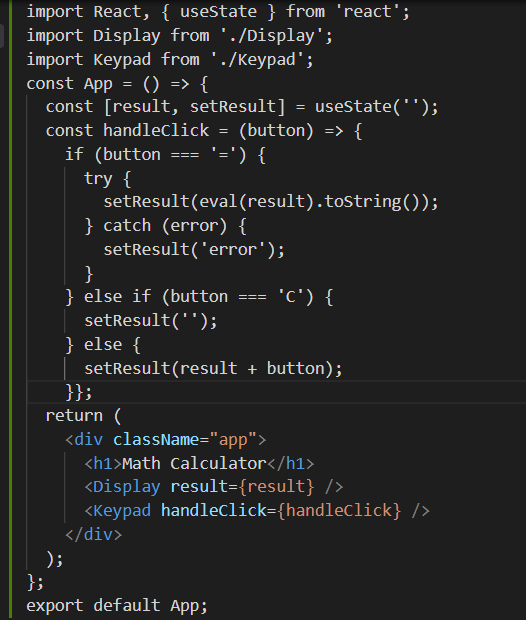 import React, { useState } from 'react';
import Display from './Display';
import Keypad from './Keypad';
const App = () => {
  const [result, setResult] = useState('');
  const handleClick = (button) => {
    if (button === '=') {
      try {
        setResult(eval(result).toString());
      } catch (error) {
        setResult('error');
      }
    } else if (button === 'C') {
      setResult('');
    } else {
      setResult(result + button);
    }};
  return (
    <div className="app">
      <h1>Math Calculator</h1>
      <Display result={result} />
      <Keypad handleClick={handleClick} />
    </div>
  );
};
export default App;